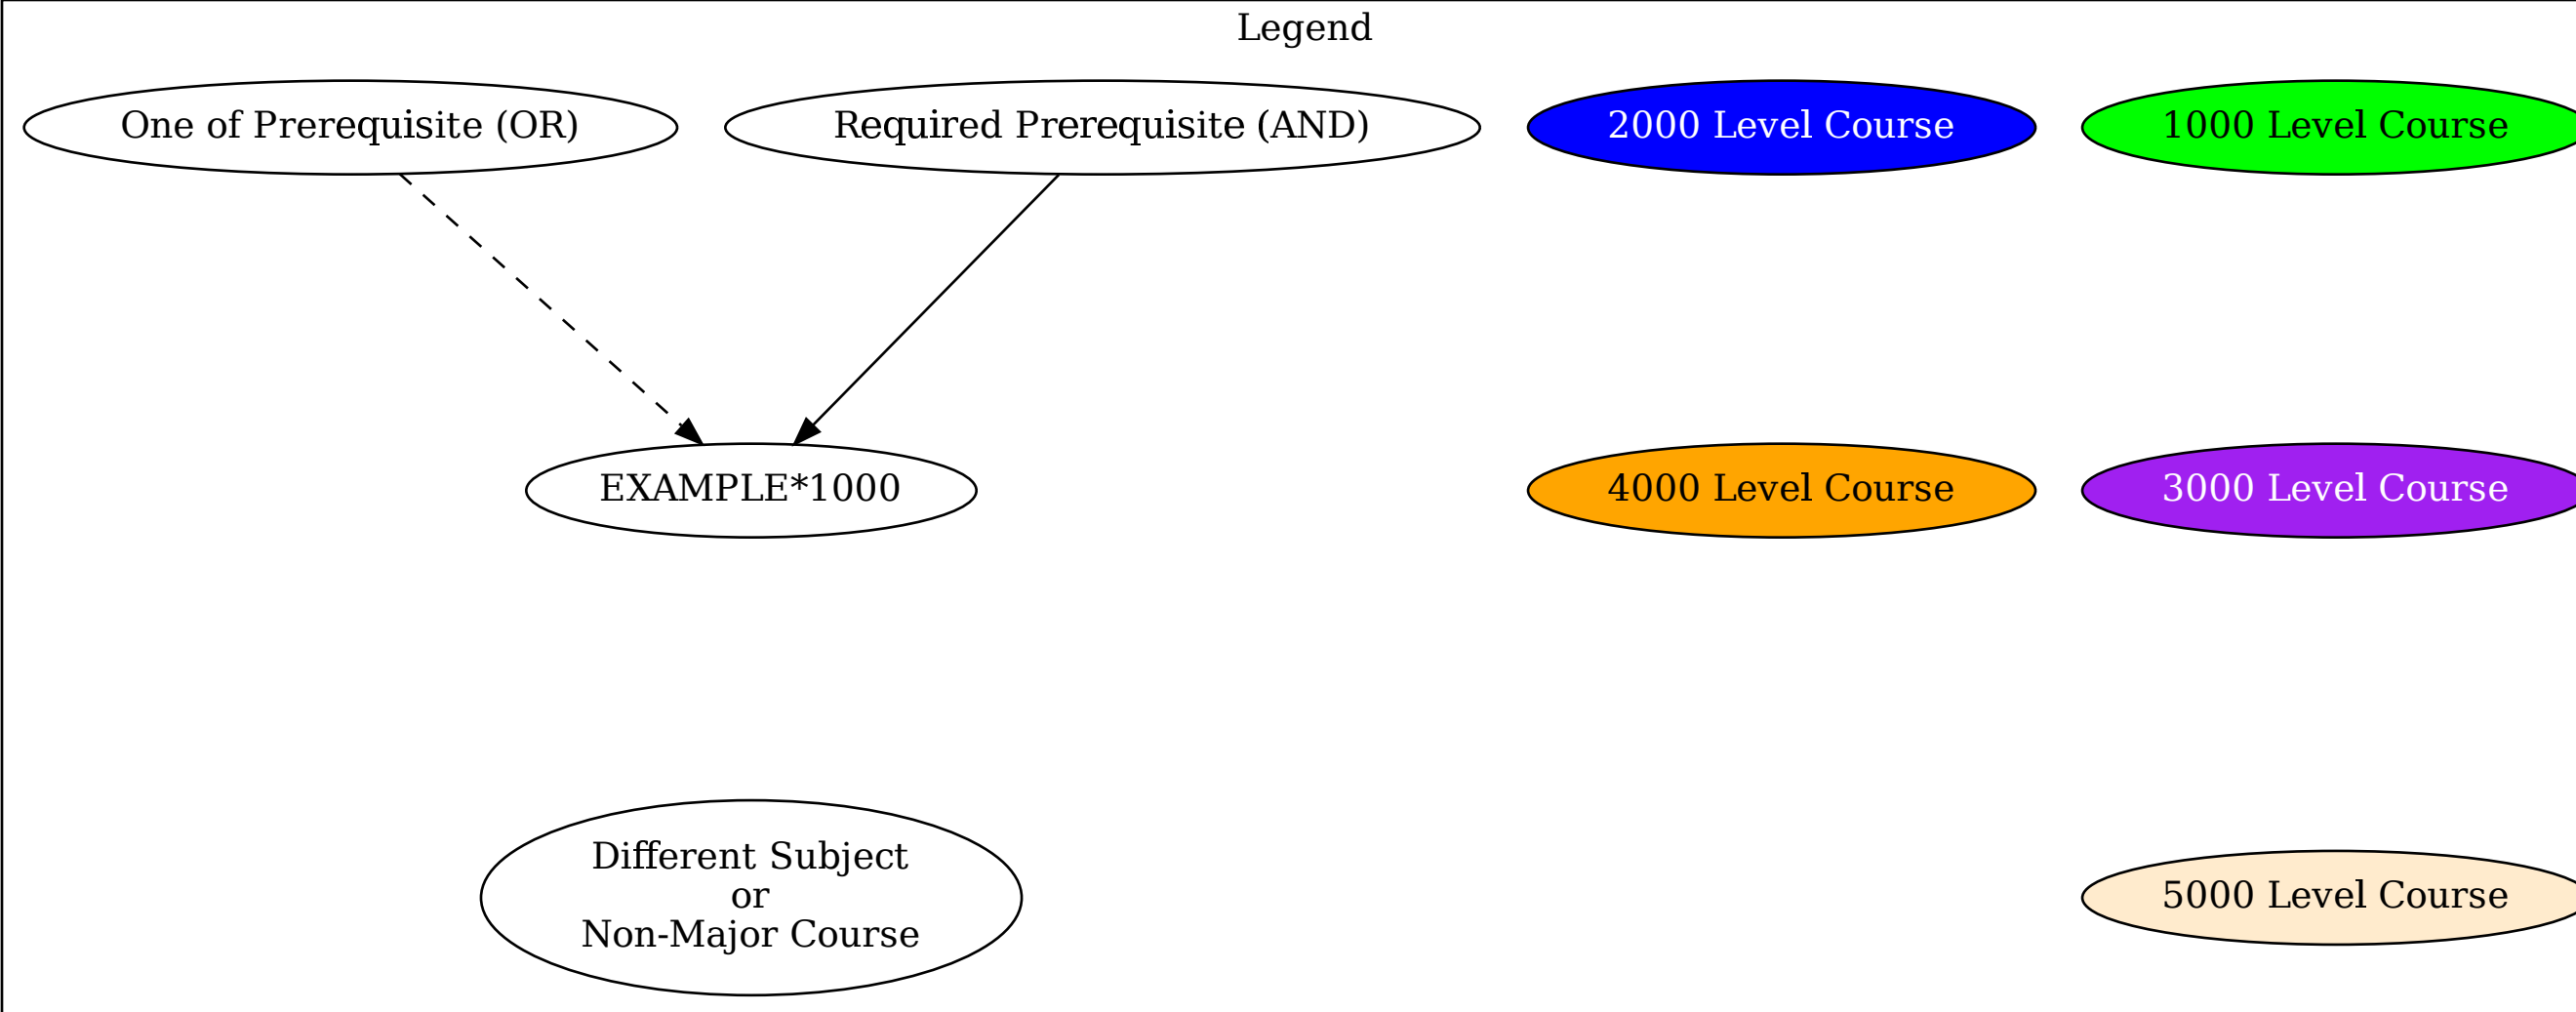 Legend
One of Prerequisite (OR)
Required Prerequisite (AND)
2000 Level Course
1000 Level Course
EXAMPLE*1000
4000 Level Course
3000 Level Course
Different Subject
or
Non-Major Course
5000 Level Course